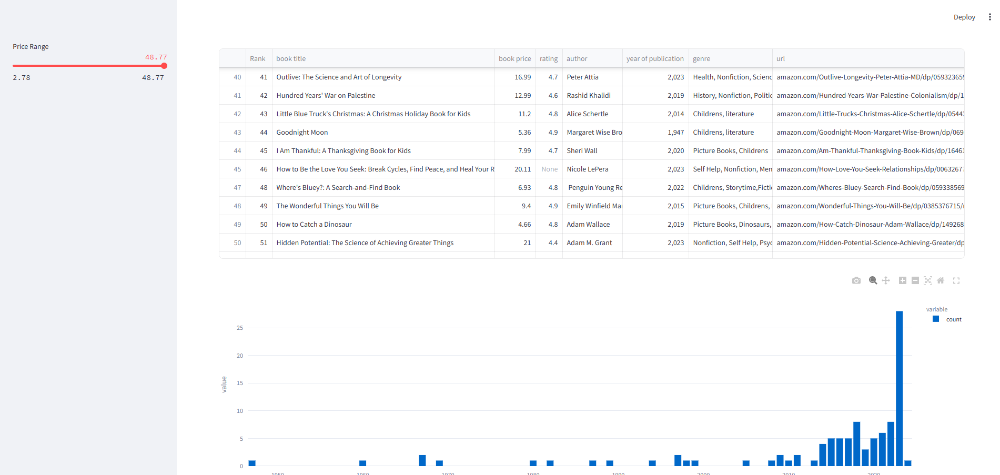 Deploy
Price Range
48.77
2.78 48.77
Rank book title book price rating author year of publication genre url
40 41 Outlive: The Science and Art of Longevity 16.99 4.7 Peter Attia 2,023 Health, Nonfiction, Scienc amazon.com/Outlive-Longevity-Peter-Attia-MD/dp/059323659
41 42 Hundred Years' War on Palestine 12.99 4.6 Rashid Khalidi 2,019 History, Nonfiction, Politic amazon.com/Hundred-Years-War-Palestine-Colonialism/dp/1
42 43 Little Blue Truck's Christmas: A Christmas Holiday Book for Kids 11.2 4.8 Alice Schertle 2,014 Childrens, literature amazon.com/Little-Trucks-Christmas-Alice-Schertle/dp/0544
43 44 Goodnight Moon 5.36 4.9 Margaret Wise Bro 1,947 Childrens, literature amazon.com/Goodnight-Moon-Margaret-Wise-Brown/dp/069
44 45 I Am Thankful: A Thanksgiving Book for Kids 7.99 4.7 Sheri Wall 2,020 Picture Books, Childrens amazon.com/Am-Thankful-Thanksgiving-Book-Kids/dp/16461
45 46 How to Be the Love You Seek: Break Cycles, Find Peace, and Heal Your R 20.11 None Nicole LePera 2,023 Self Help, Nonfiction, Men amazon.com/How-Love-You-Seek-Relationships/dp/00632677
47 48 Where's Bluey?: A Search-and-Find Book 6.93 4.8 Penguin Young Re 2,022 Childrens, Storytime,Fictic amazon.com/Wheres-Bluey-Search-Find-Book/dp/059338569
48 49 The Wonderful Things You Will Be 9.4 4.9 Emily Winfield Mar 2,015 Picture Books, Childrens, amazon.com/Wonderful-Things-You-Will-Be/dp/0385376715/
49 50 How to Catch a Dinosaur 4.66 4.8 Adam Wallace 2,019 Picture Books, Dinosaurs, amazon.com/How-Catch-Dinosaur-Adam-Wallace/dp/149268
50 51 Hidden Potential: The Science of Achieving Greater Things 21 4.4 Adam M. Grant 2,023 Nonfiction, Self Help, Psyc amazon.com/Hidden-Potential-Science-Achieving-Greater/dp
variable
count
25
20
15
10
5
0
value
1950 1960 1970 1980 1990 2000 2010 2020